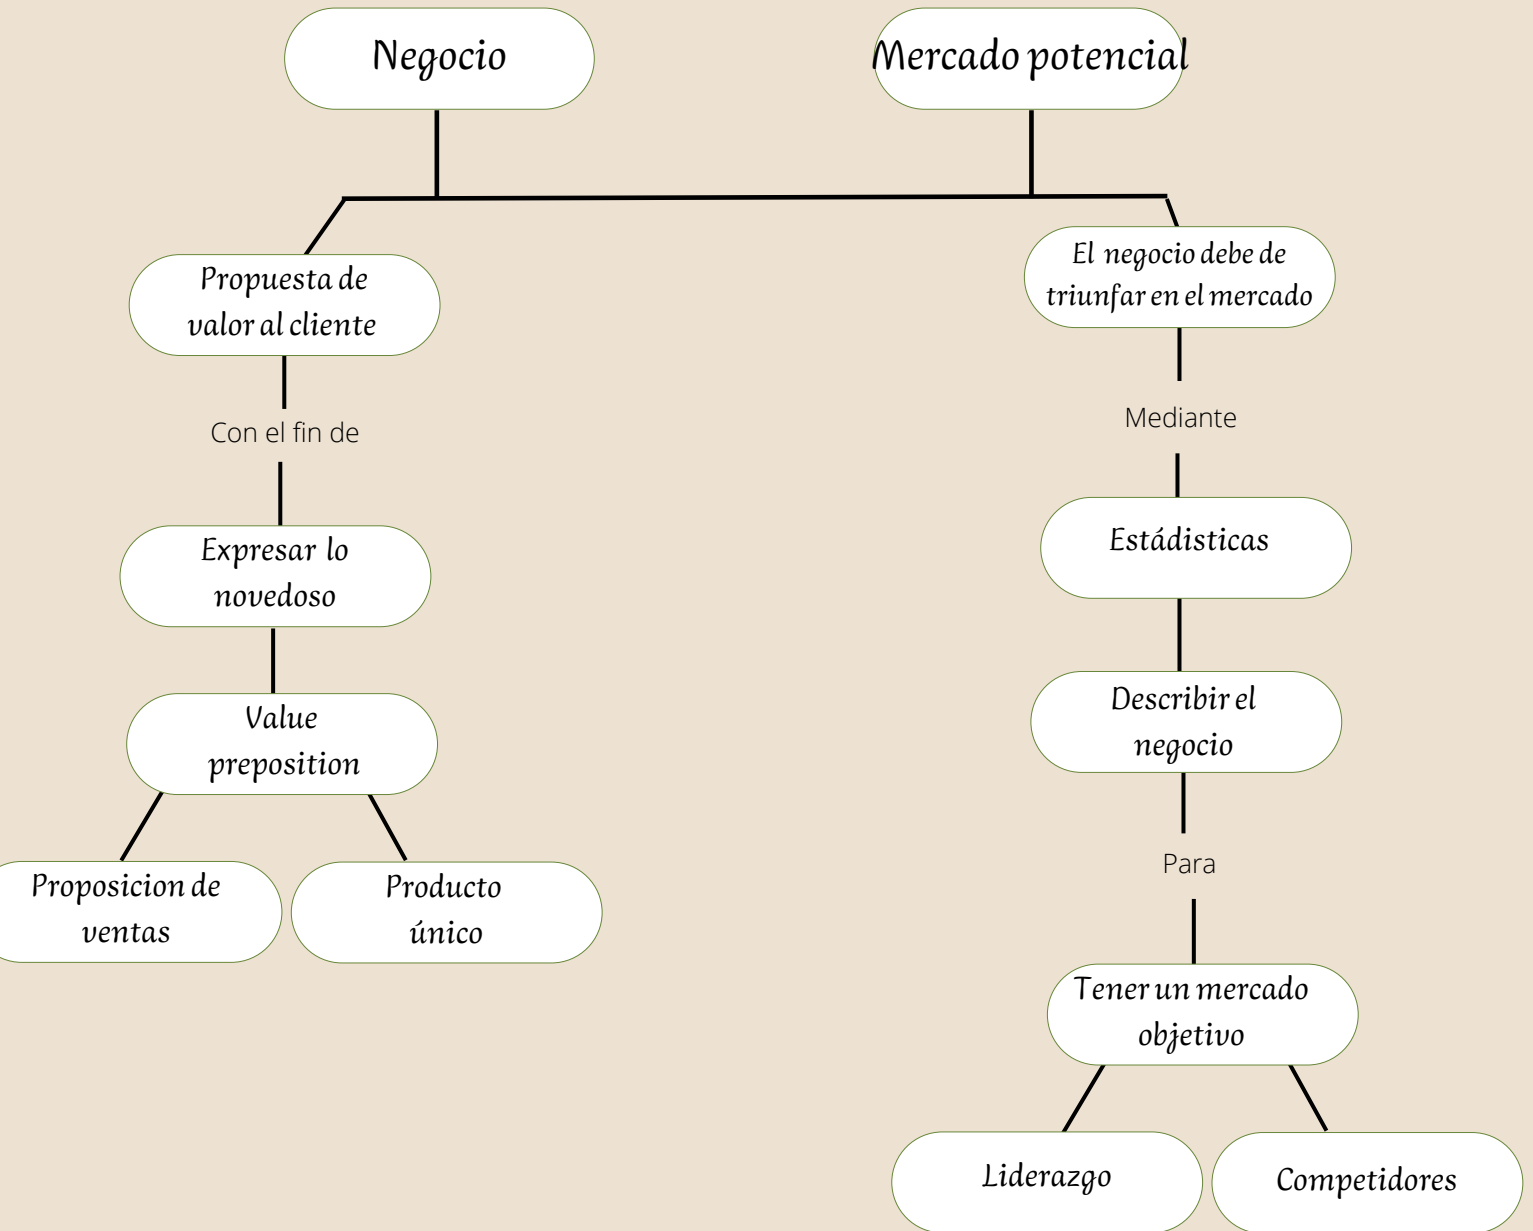 Negocio
Mercado potencial
Propuesta de
valor al cliente
El negocio debe de
triunfar en el mercado
Con el fin de
Mediante
Expresar lo
novedoso
Estádisticas
Value
preposition
Describir el
negocio
Proposicion de
ventas
Producto
único
Para
Tener un mercado
objetivo
Liderazgo
Competidores